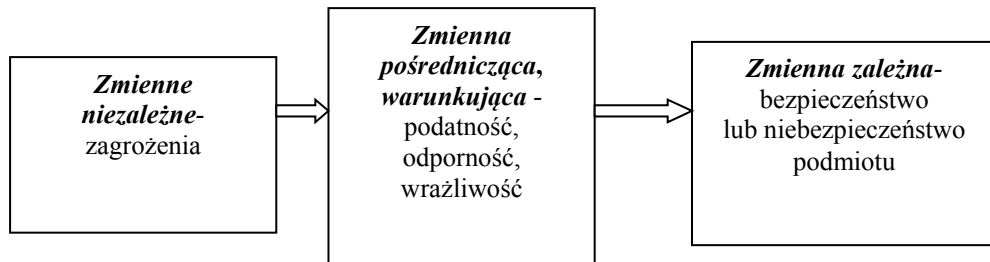 Zmienne
niezależne-
zagrożenia
Zmienna
pośrednicząca,
warunkująca -
podatność,
odporność,
wrażliwość
Zmienna zależna-
bezpieczeństwo
lub niebezpieczeństwo
podmiotu